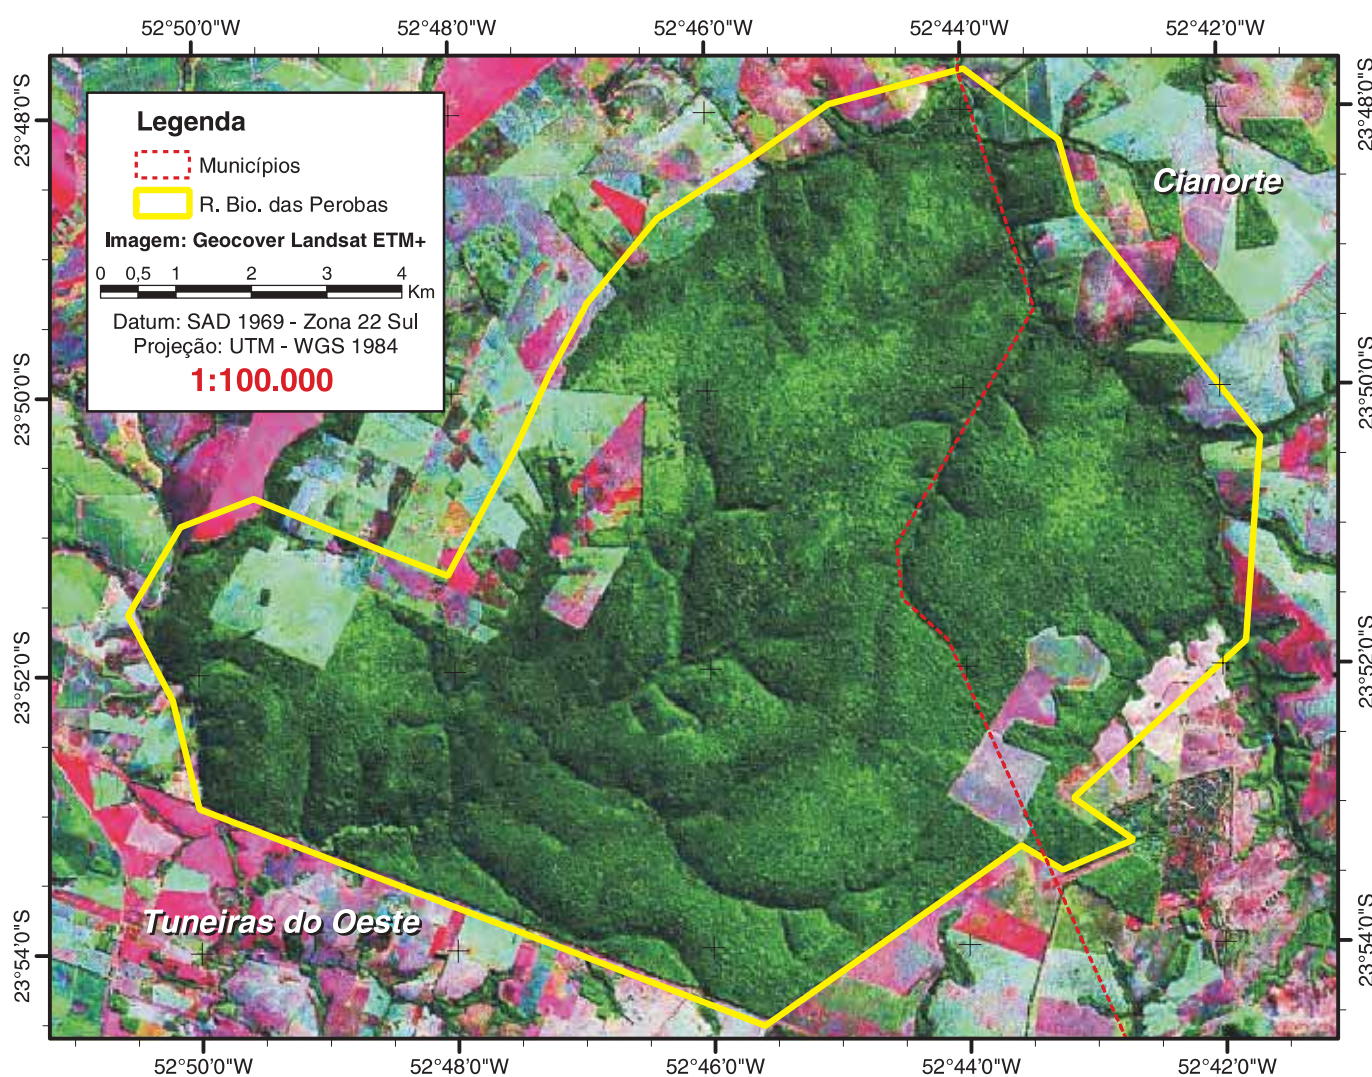 52°50'0"W 52°48'0"W 52°46'0"W 52°44'0"W 52°42'0"W
23°48'0"S 23°48'0"S
Legenda
Municípios
R. Bio. das Perobas
Imagem: Geocover Landsat ETM+
0 0,5 1 2 3 4
Km
Datum: SAD 1969 - Zona 22 Sul
Projeção: UTM - WGS 1984
1:100.000
Cianorte
23°50'0"S 23°50'0"S
23°52'0"S 23°52'0"S
Tuneiras do Oeste
23°54'0"S 23°54'0"S
52°50'0"W 52°48'0"W 52°46'0"W 52°44'0"W 52°42'0"W